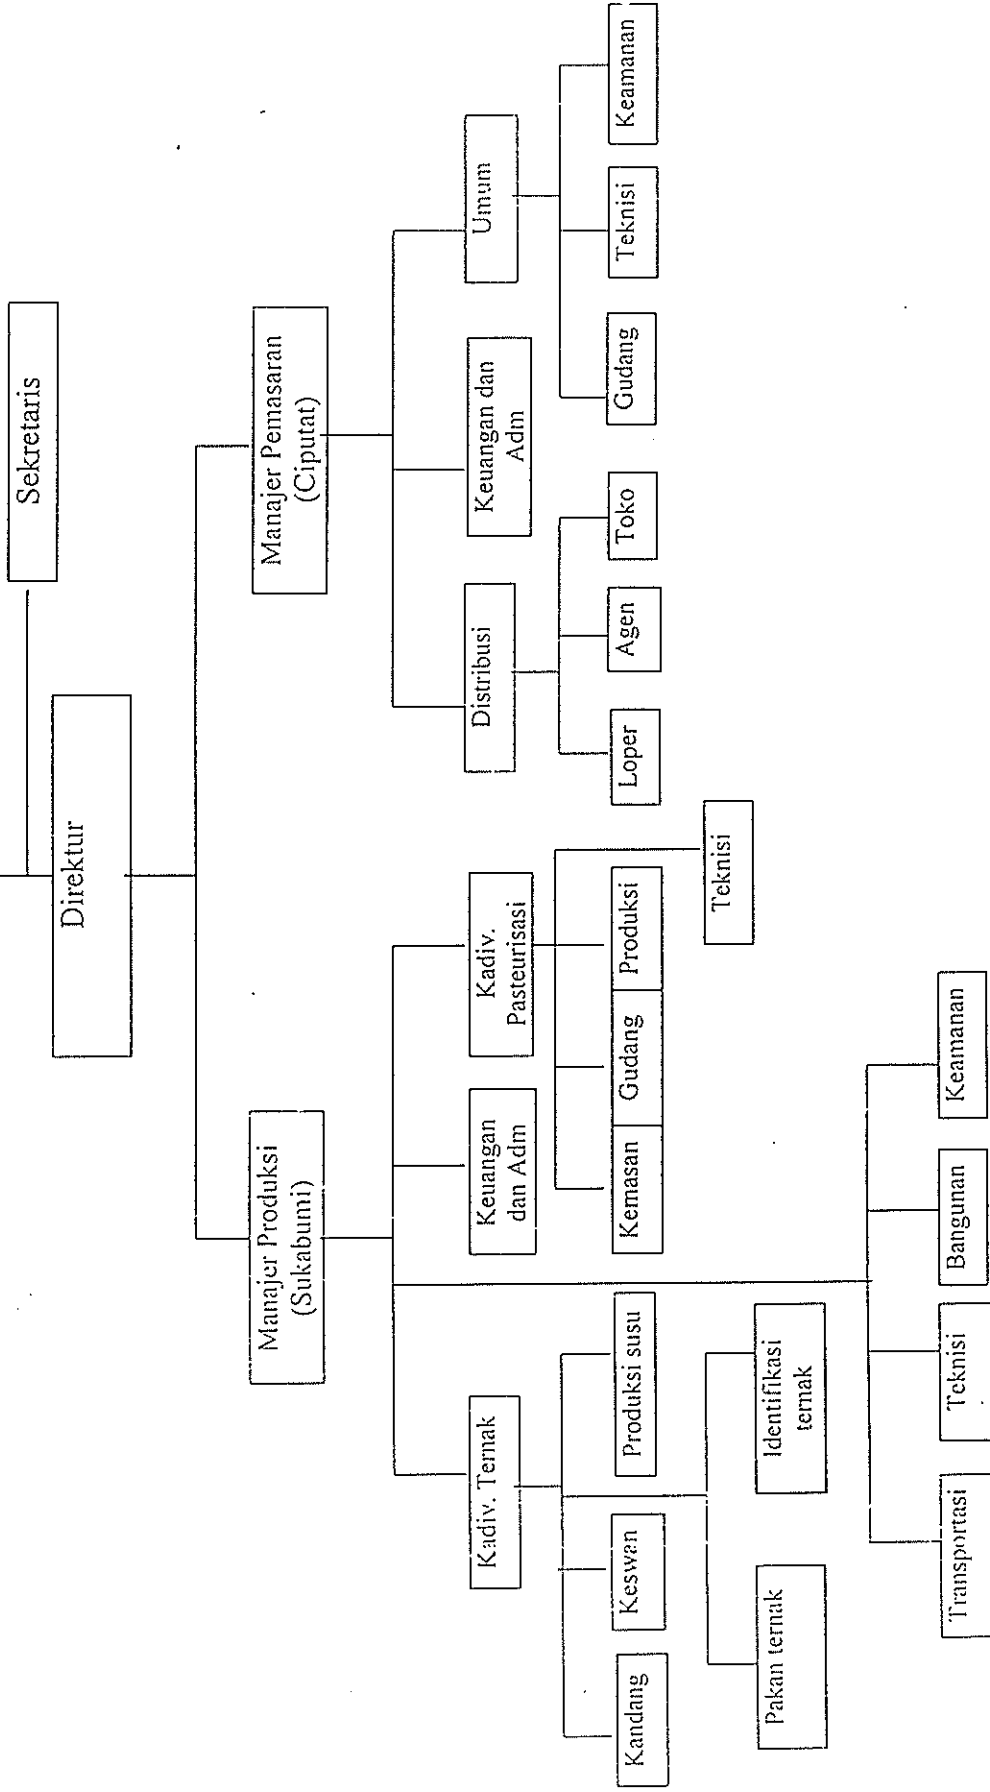 Sekretaris
Direktur
Manajer Produksi
(Sukabumi)
Manajer Pemasaran
(Ciputat)
Kadiv. Ternak
Keuangan
dan Adm
Kadiv.
Pasteurisasi
Distribusi
Keuangan dan
Adm
Umum
Kandang
Keswan
Produksi susu
Kemasan
Gudang
Produksi
Loper
Agen
Toko
Gudang
Teknisi
Keamanan
Teknisi
Pakan ternak
Identifikasi
ternak
Transportasi
Teknisi
Bangunan
Keamanan